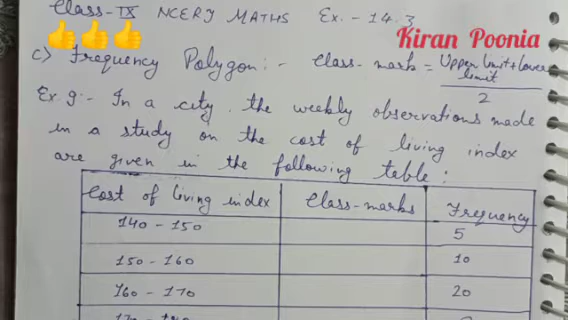 Class-IX NCERY MATHS Ex.-14.3
Kiran Poonia
c) Frequency Polygon:- Class-mark = Upper limit+lower limit
2
Ex 9:- In a city, the weekly observations made
in a study on the cost of living index
are given in the following table:
Cost of living index Class-marks Frequency
140-150 5
150-160 10
160-170 20